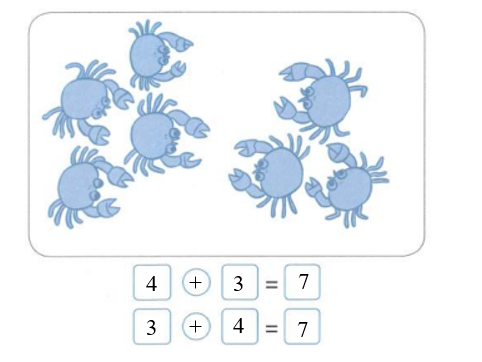 4 + 3 = 7
3 + 4 = 7